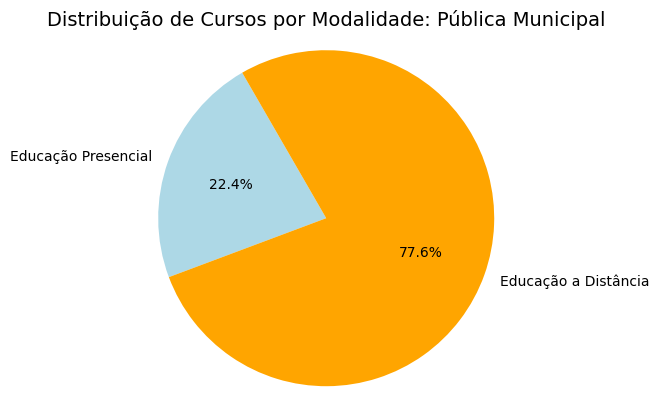 Distribuição de Cursos por Modalidade: Pública Municipal
Educação Presencial
22.4%
77.6%
Educação a Distância